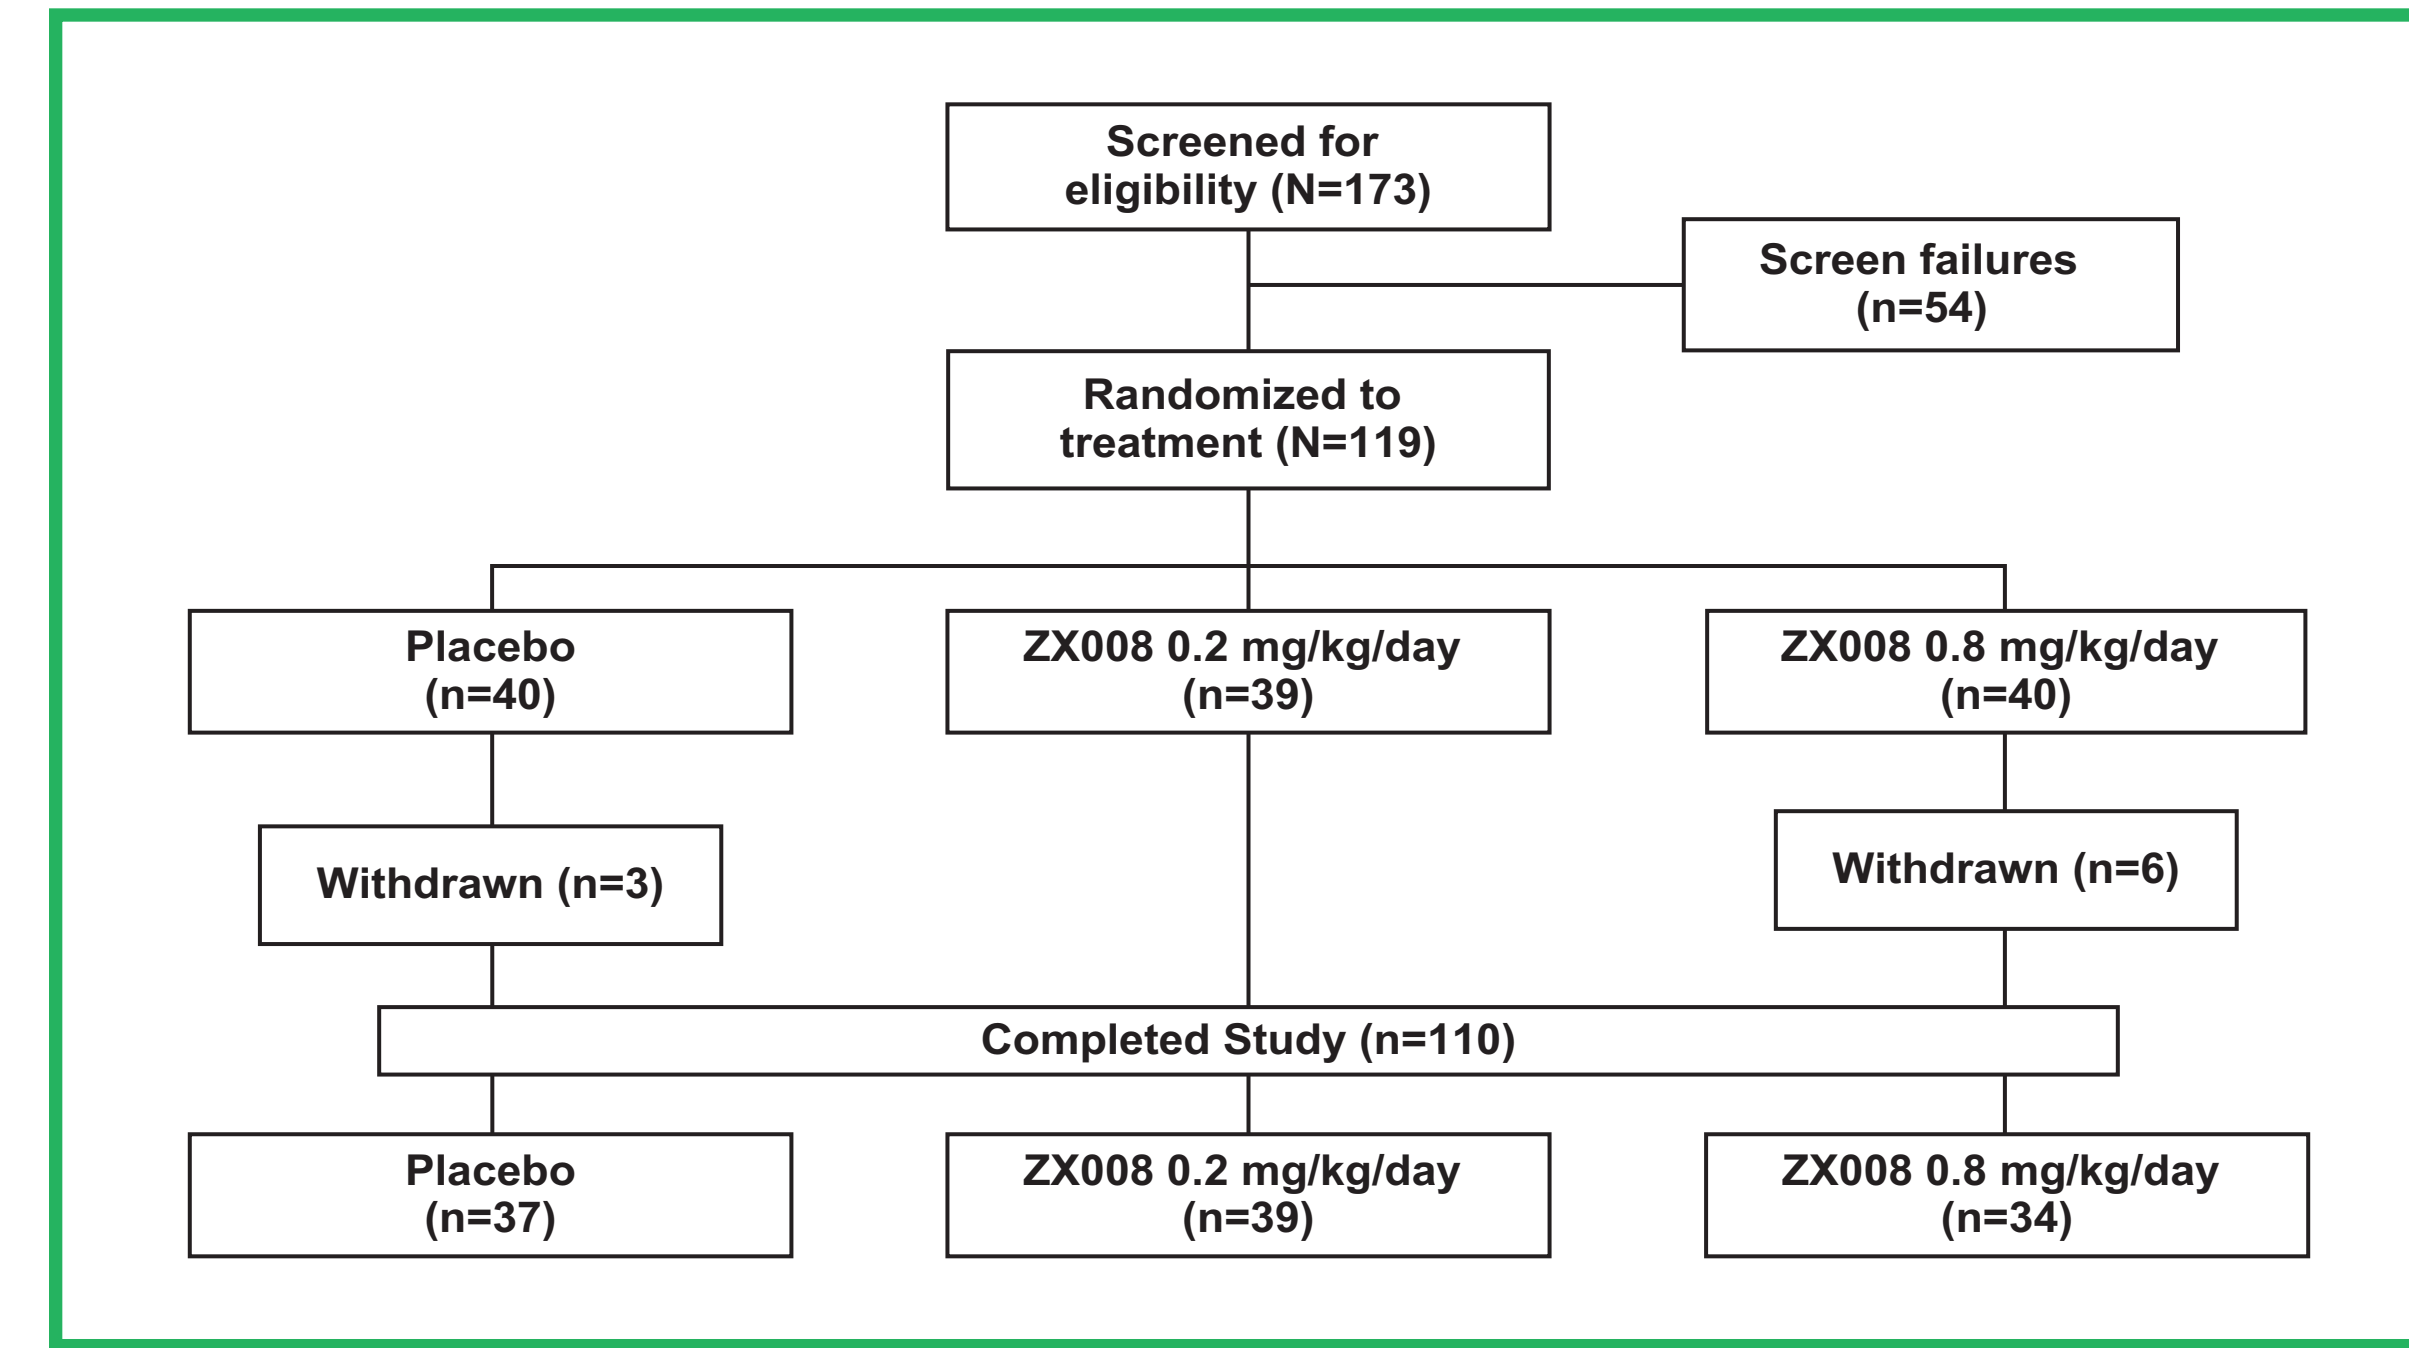 Screened for
eligibility (N=173)
Screen failures
(n=54)
Randomized to
treatment (N=119)
Placebo
(n=40)
ZX008 0.2 mg/kg/day
(n=39)
ZX008 0.8 mg/kg/day
(n=40)
Withdrawn (n=3)
Withdrawn (n=6)
Completed Study (n=110)
Placebo
(n=37)
ZX008 0.2 mg/kg/day
(n=39)
ZX008 0.8 mg/kg/day
(n=34)